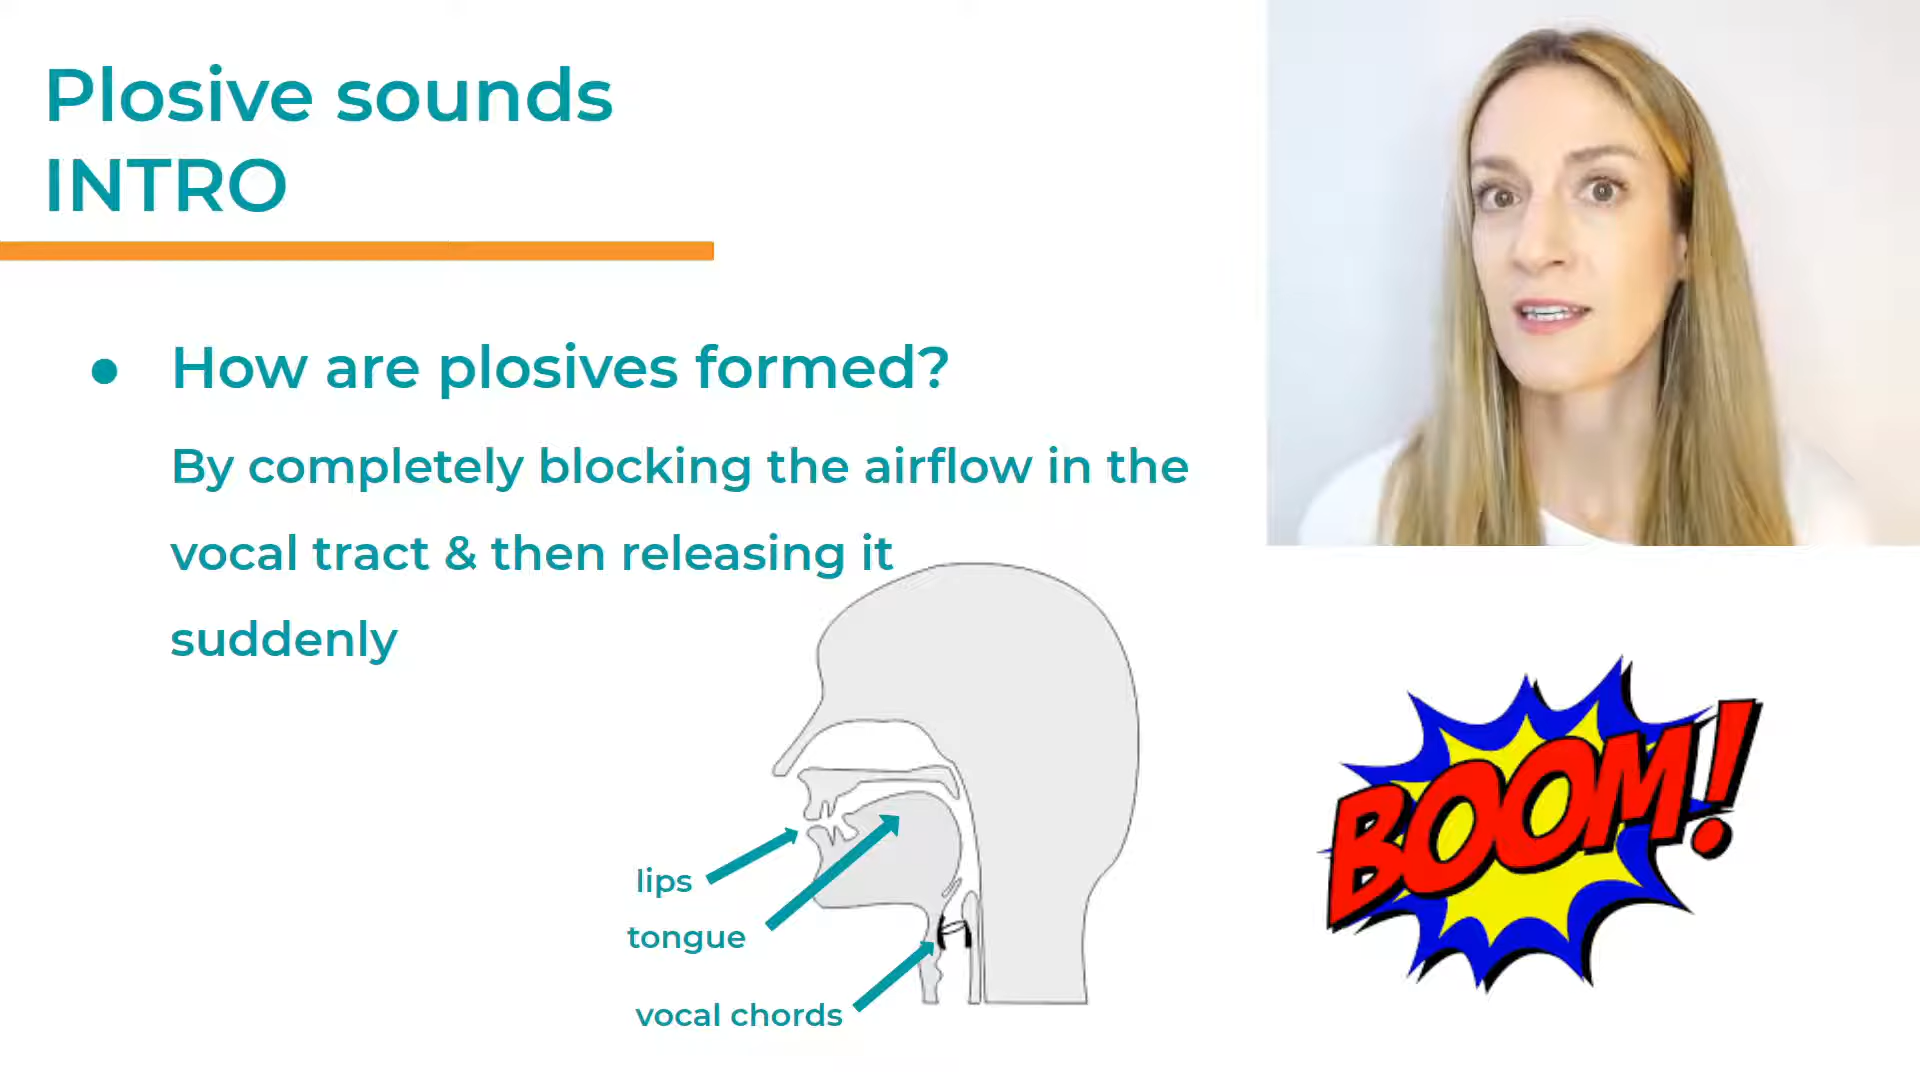 Plosive sounds
INTRO
● How are plosives formed?
By completely blocking the airflow in the
vocal tract & then releasing it
suddenly
lips
tongue
vocal chords
BOOM!